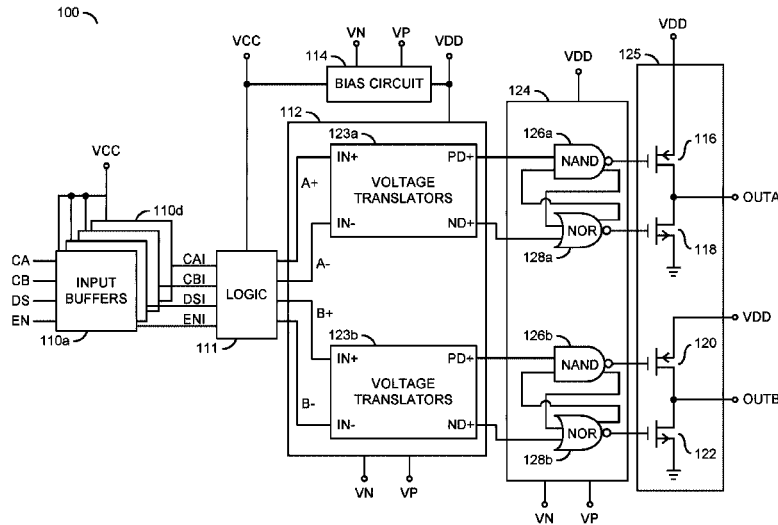 100
VCC
114
VN
VP
VDD
BIAS CIRCUIT
VDD
VDD
125
112
124
123a
126a
IN+
PD+
NAND
116
VOLTAGE
TRANSLATORS
A+
OUTA
IN-
ND+
NOR
118
128a
A-
VCC
110d
CA
CB
DS
EN
INPUT
BUFFERS
110a
CAI
CBI
DSI
ENI
LOGIC
111
B+
123b
126b
VDD
IN+
PD+
NAND
120
VOLTAGE
TRANSLATORS
B-
OUTB
IN-
ND+
NOR
122
128b
VN
VP
VN
VP